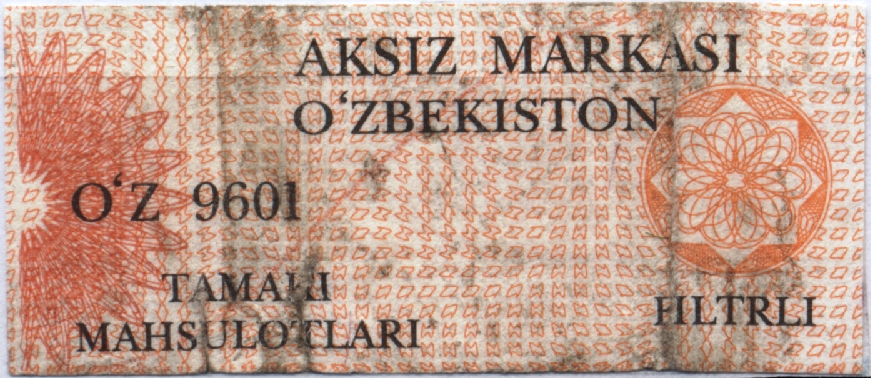 AKSIZ MARKASI
O‘ZBEKISTON
O‘Z 9601
TAMAKI
MAHSULOTLARI
FILTRLI